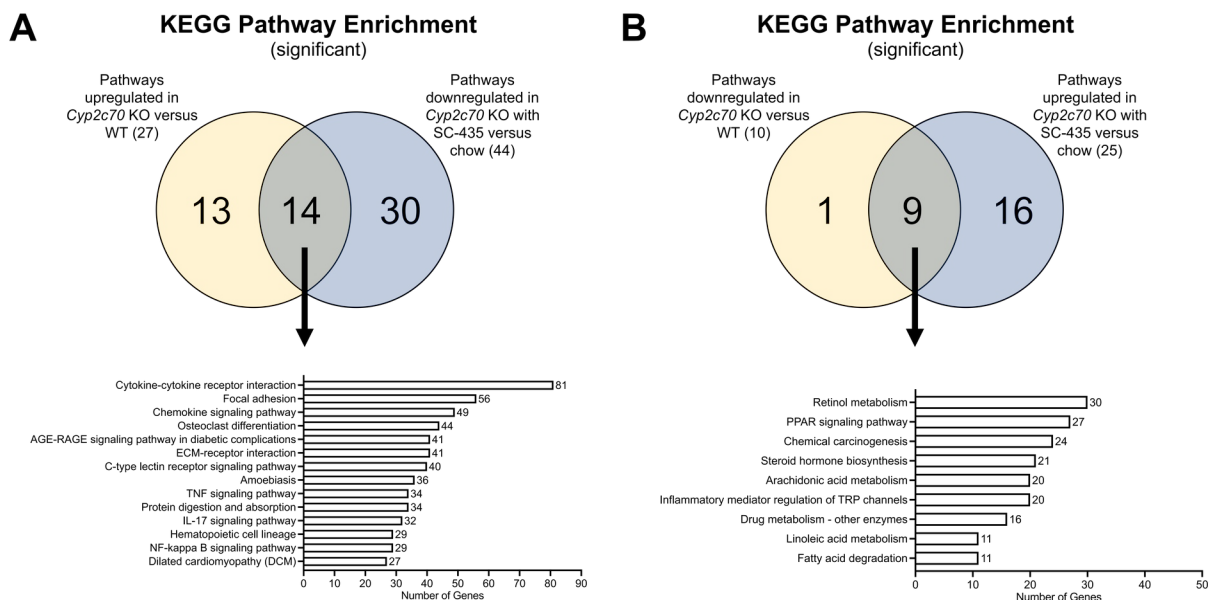 A
KEGG Pathway Enrichment
(significant)
Pathways
upregulated in
Cyp2c70 KO versus
WT (27)
Pathways
downregulated in
Cyp2c70 KO with
SC-435 versus
chow (44)
13
14
30
Cytokine-cytokine receptor interaction
81
Focal adhesion
56
Chemokine signaling pathway
49
Osteoclast differentiation
44
AGE-RAGE signaling pathway in diabetic complications
41
ECM-receptor interaction
41
C-type lectin receptor signaling pathway
40
Amoebiasis
36
TNF signaling pathway
34
Protein digestion and absorption
34
IL-17 signaling pathway
32
Hematopoietic cell lineage
29
NF-kappa B signaling pathway
29
Dilated cardiomyopathy (DCM)
27
0 10 20 30 40 50 60 70 80 90
Number of Genes
B
KEGG Pathway Enrichment
(significant)
Pathways
downregulated in
Cyp2c70 KO versus
WT (10)
Pathways
upregulated in
Cyp2c70 KO with
SC-435 versus
chow (25)
1
9
16
Retinol metabolism
30
PPAR signaling pathway
27
Chemical carcinogenesis
24
Steroid hormone biosynthesis
21
Arachidonic acid metabolism
20
Inflammatory mediator regulation of TRP channels
20
Drug metabolism - other enzymes
16
Linoleic acid metabolism
11
Fatty acid degradation
11
0 10 20 30 40 50
Number of Genes